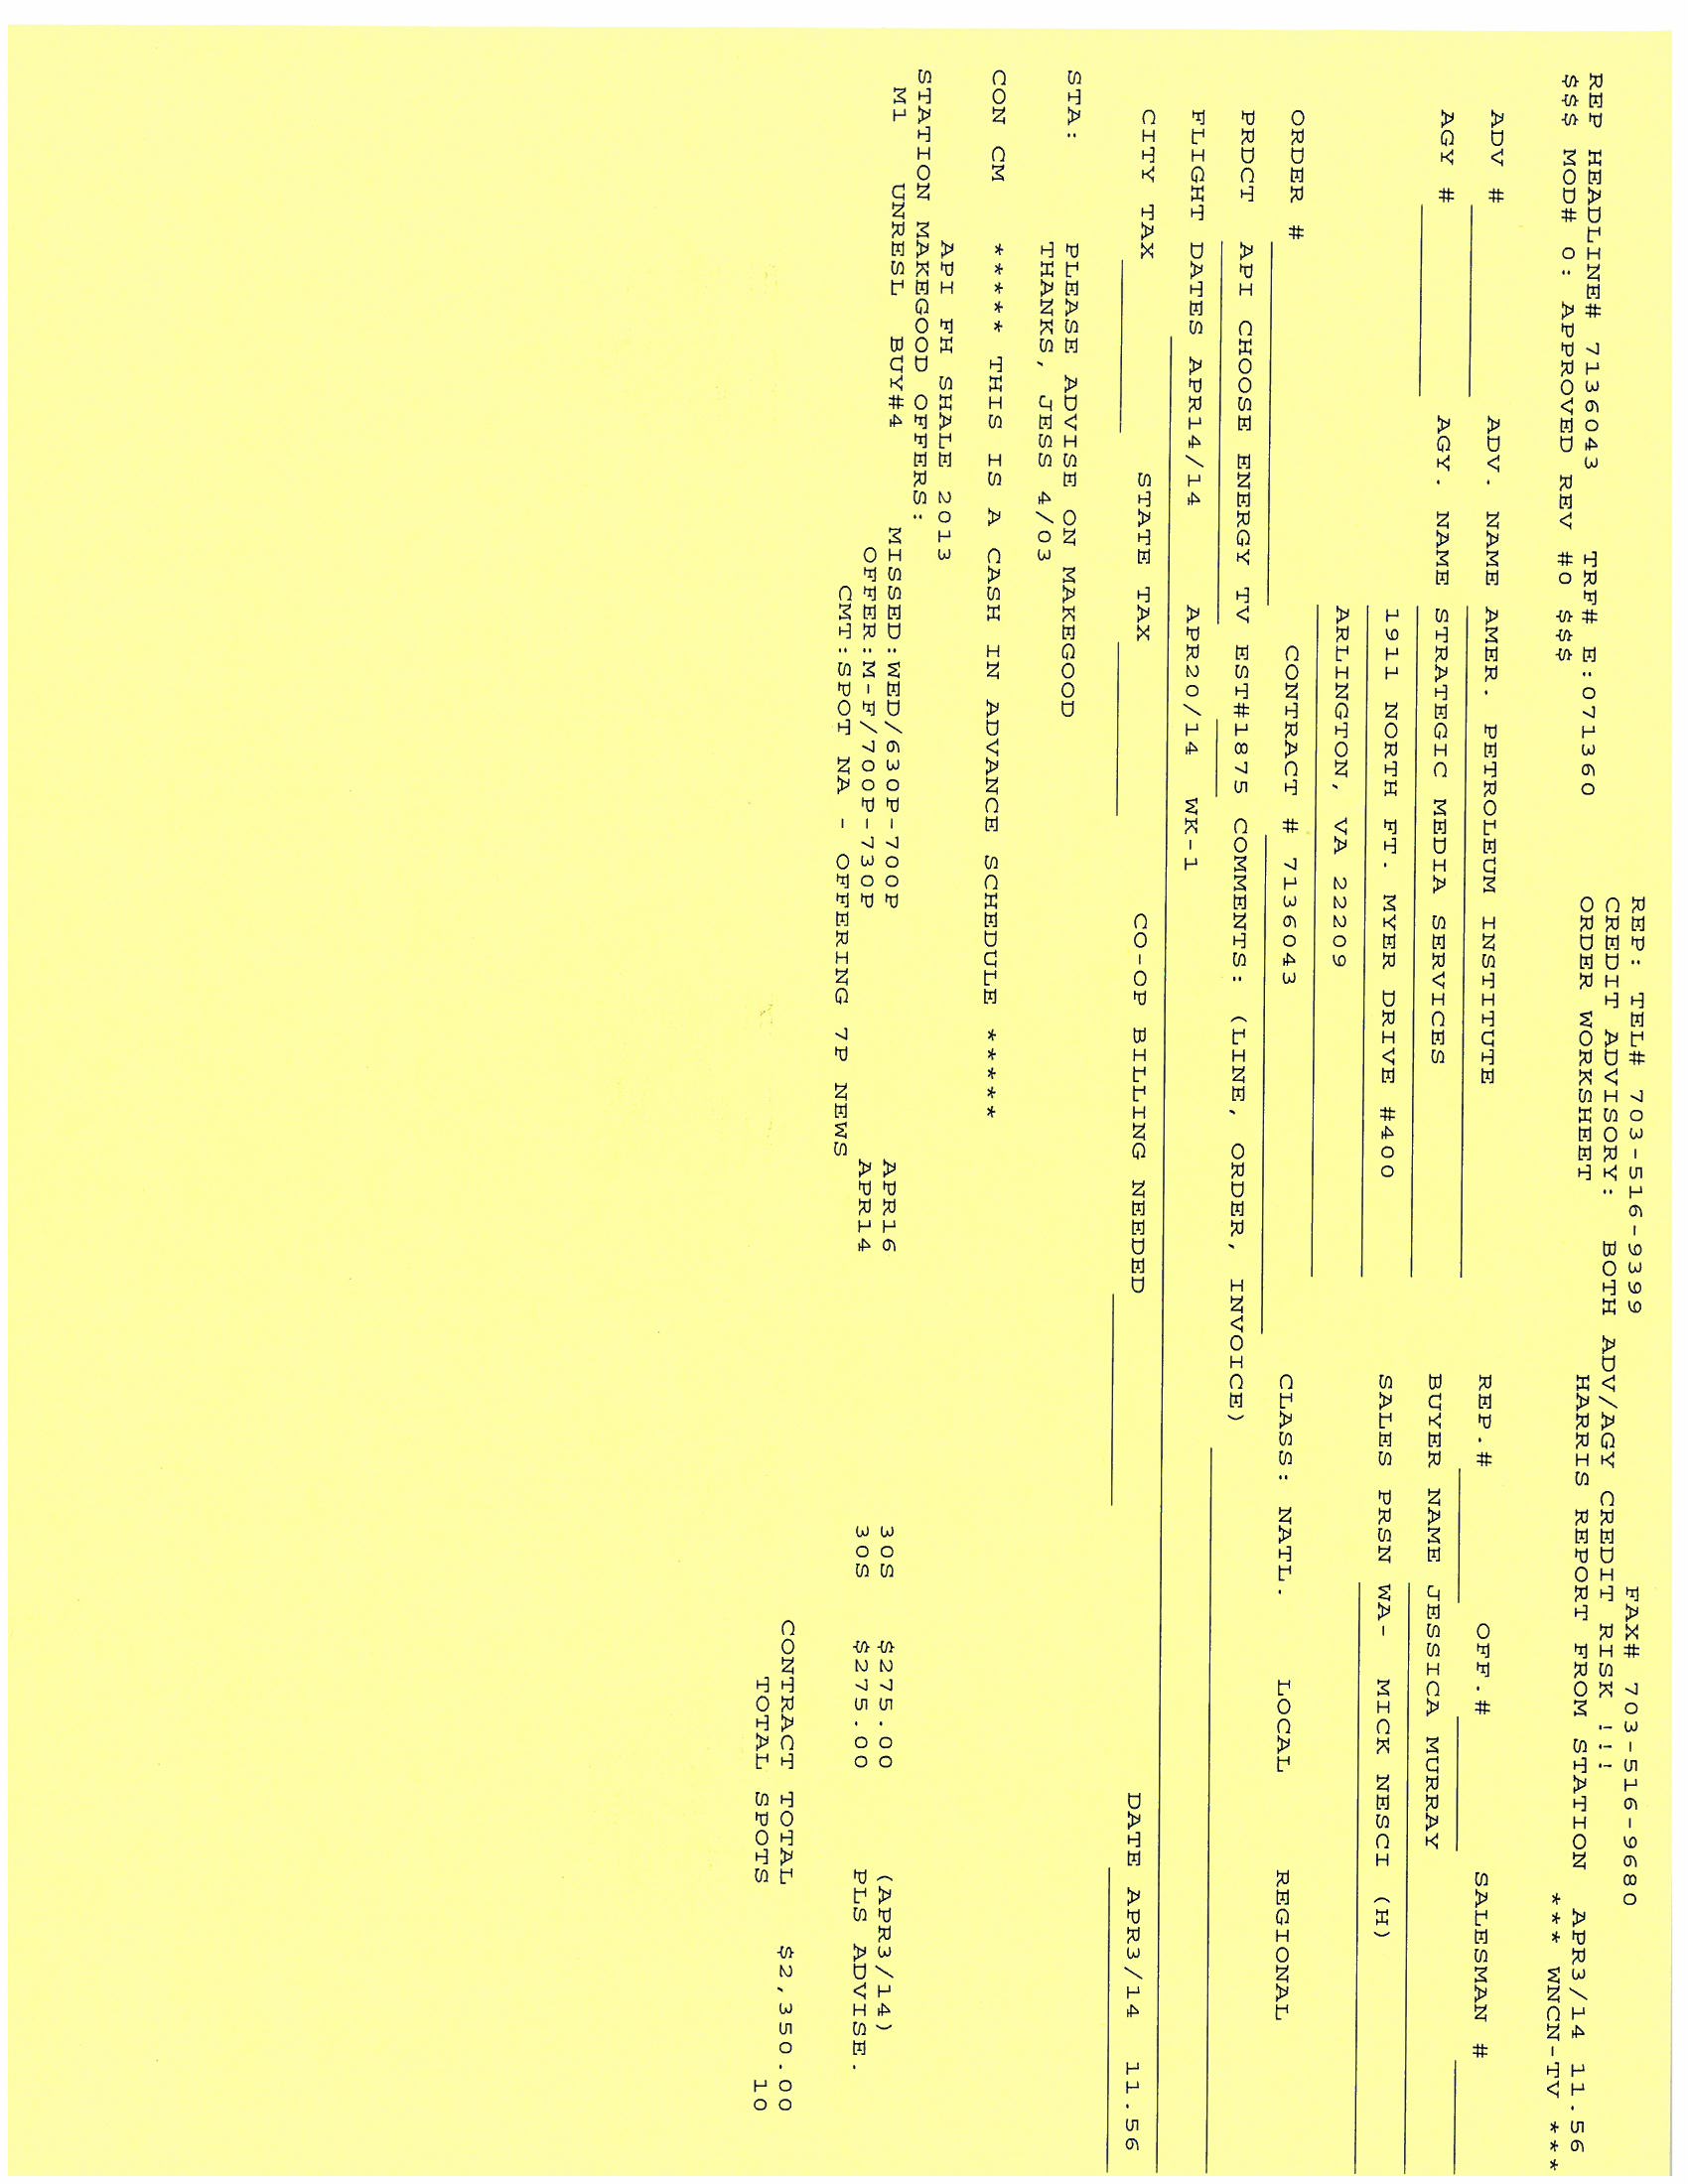 REP: TEL# 703-516-9399 FAX# 703-516-9680
CREDIT ADVISORY: BOTH ADV/AGY CREDIT RISK !!!
ORDER WORKSHEET HARRIS REPORT FROM STATION APR3/14 11.56
REP HEADLINE# 7136043 TRF# E:071360 *** WNCN-TV ***
$$$ MOD# 0: APPROVED REV #0 $$$
ADV # ADV. NAME AMER. PETROLEUM INSTITUTE REP.# OFF.# SALESMAN #
AGY # AGY. NAME STRATEGIC MEDIA SERVICES BUYER NAME JESSICA MURRAY
1911 NORTH FT. MYER DRIVE #400 SALES PRSN WA- MICK NESCI (H)
ARLINGTON, VA 22209
ORDER # CONTRACT # 7136043 CLASS: NATL. LOCAL REGIONAL
PRDCT API CHOOSE ENERGY TV EST#1875 COMMENTS: (LINE, ORDER, INVOICE)
FLIGHT DATES APR14/14 APR20/14 WK-1
CITY TAX STATE TAX CO-OP BILLING NEEDED DATE APR3/14 11.56
STA: PLEASE ADVISE ON MAKEGOOD
THANKS, JESS 4/03
CON CM ***** THIS IS A CASH IN ADVANCE SCHEDULE *****
API FH SHALE 2013
STATION MAKEGOOD OFFERS:
M1 UNRESL BUY#4 MISSED:WED/630P-700P APR16 30S $275.00 (APR3/14)
OFFER:M-F/700P-730P APR14 30S $275.00 PLS ADVISE.
CMT:SPOT NA - OFFERING 7P NEWS
CONTRACT TOTAL $2,350.00
TOTAL SPOTS 10